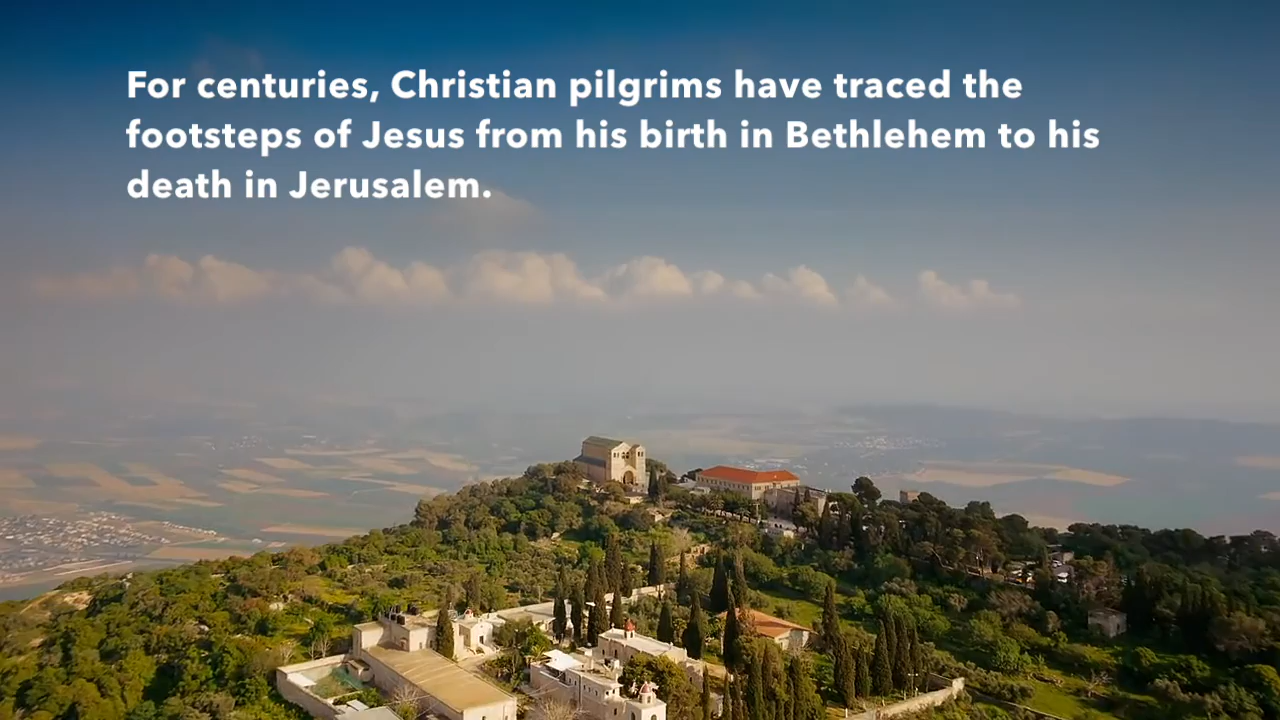 For centuries, Christian pilgrims have traced the
footsteps of Jesus from his birth in Bethlehem to his
death in Jerusalem.